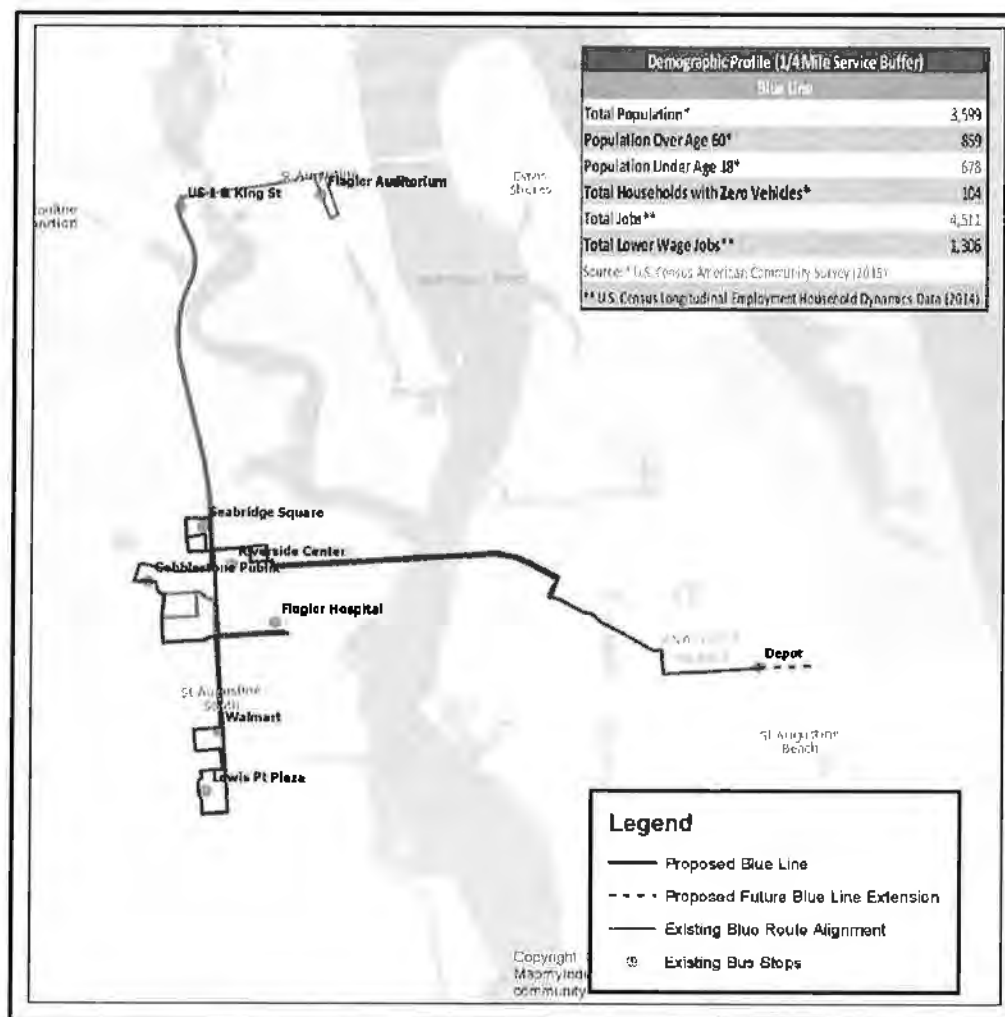 Demographic Profile (1/4 Mile Service Buffer)
Blue Line
Total Population* 3,599
Population Over Age 60* 859
Population Under Age 18* 678
Total Households with Zero Vehicles* 104
Total Jobs** 4,511
Total Lower Wage Jobs** 1,306
Source: * U.S. Census American Community Survey (2015)
** U.S. Census Longitudinal Employment Household Dynamics Data (2014)
Flagler Auditorium
US-1 & King St
Shores
Seabridge Square
Riverside Center
Cobblestone Publix
Flagler Hospital
Depot
St Augustine
South
Walmart
St Augustine
Beach
Lewis Pt Plaza
Legend
Proposed Blue Line
Proposed Future Blue Line Extension
Existing Blue Route Alignment
Existing Bus Stops
Copyright
community